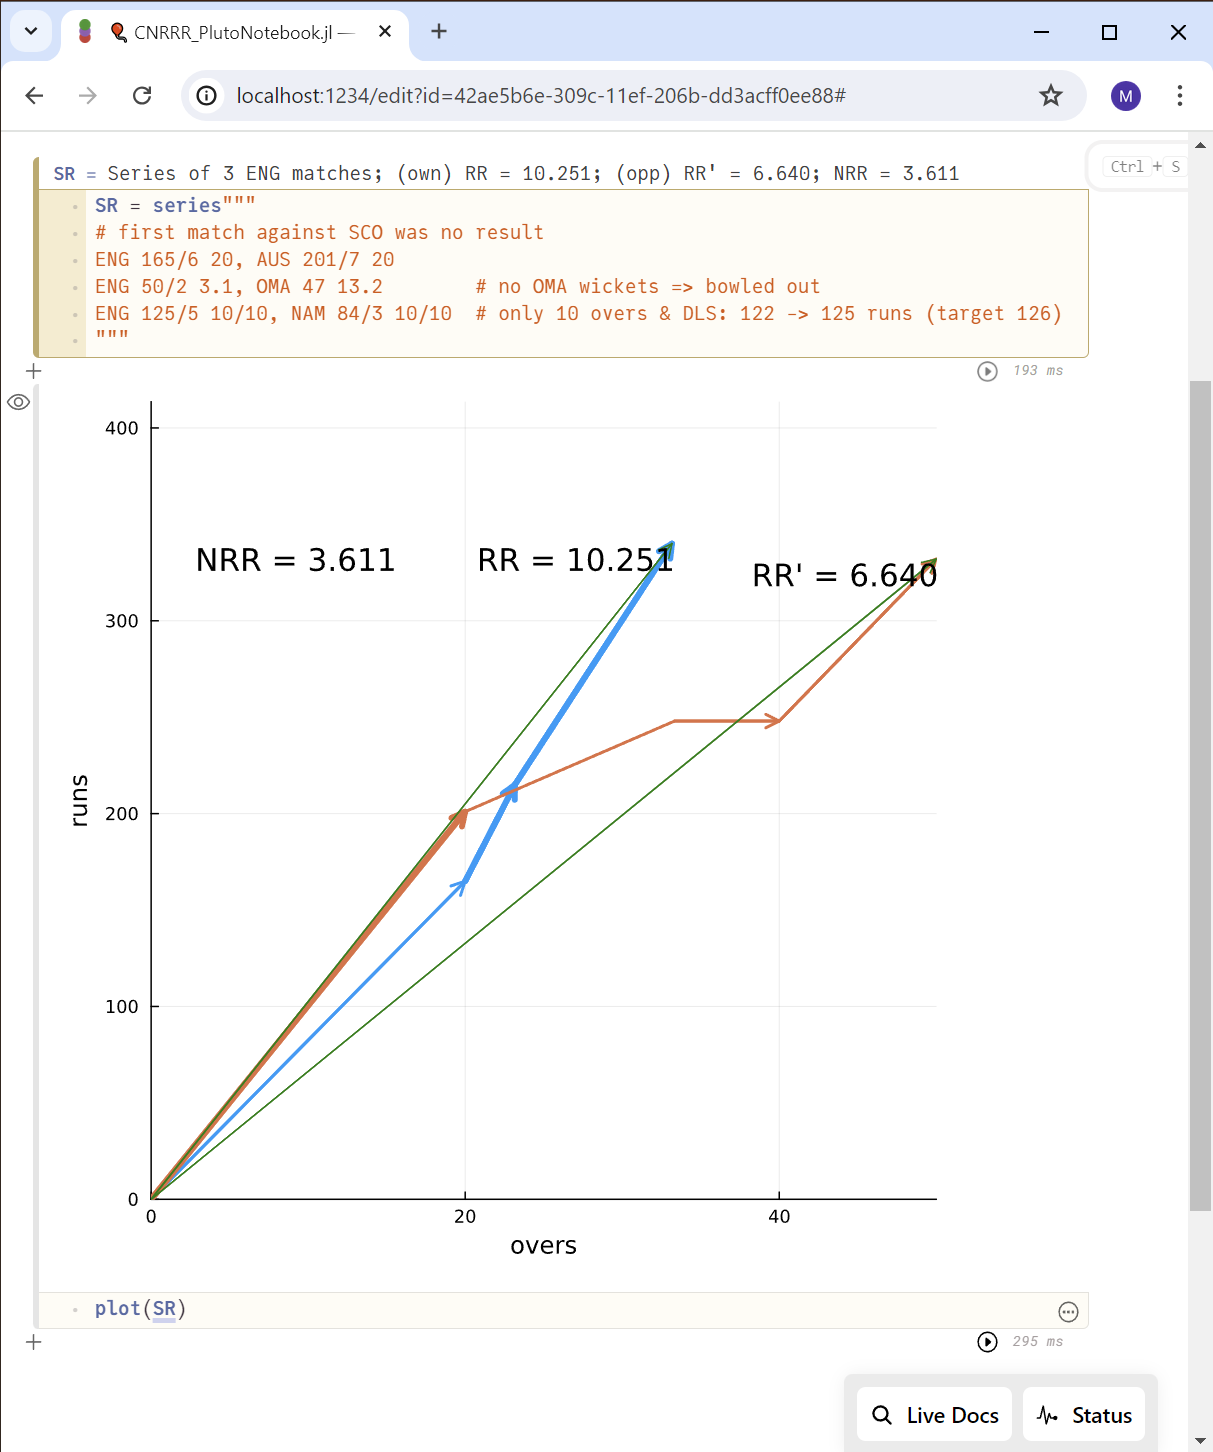 CNRRR_PlutoNotebook.jl —
localhost:1234/edit?id=42ae5b6e-309c-11ef-206b-dd3acff0ee88#
M
SR = Series of 3 ENG matches; (own) RR = 10.251; (opp) RR' = 6.640; NRR = 3.611
Ctrl + S
SR = series"""
# first match against SCO was no result
ENG 165/6 20, AUS 201/7 20
ENG 50/2 3.1, OMA 47 13.2 # no OMA wickets => bowled out
ENG 125/5 10/10, NAM 84/3 10/10 # only 10 overs & DLS: 122 -> 125 runs (target 126)
"""
193 ms
400
NRR = 3.611
RR = 10.251
RR' = 6.640
300
runs
200
100
0
0
20
40
overs
plot(SR)
295 ms
Live Docs
Status